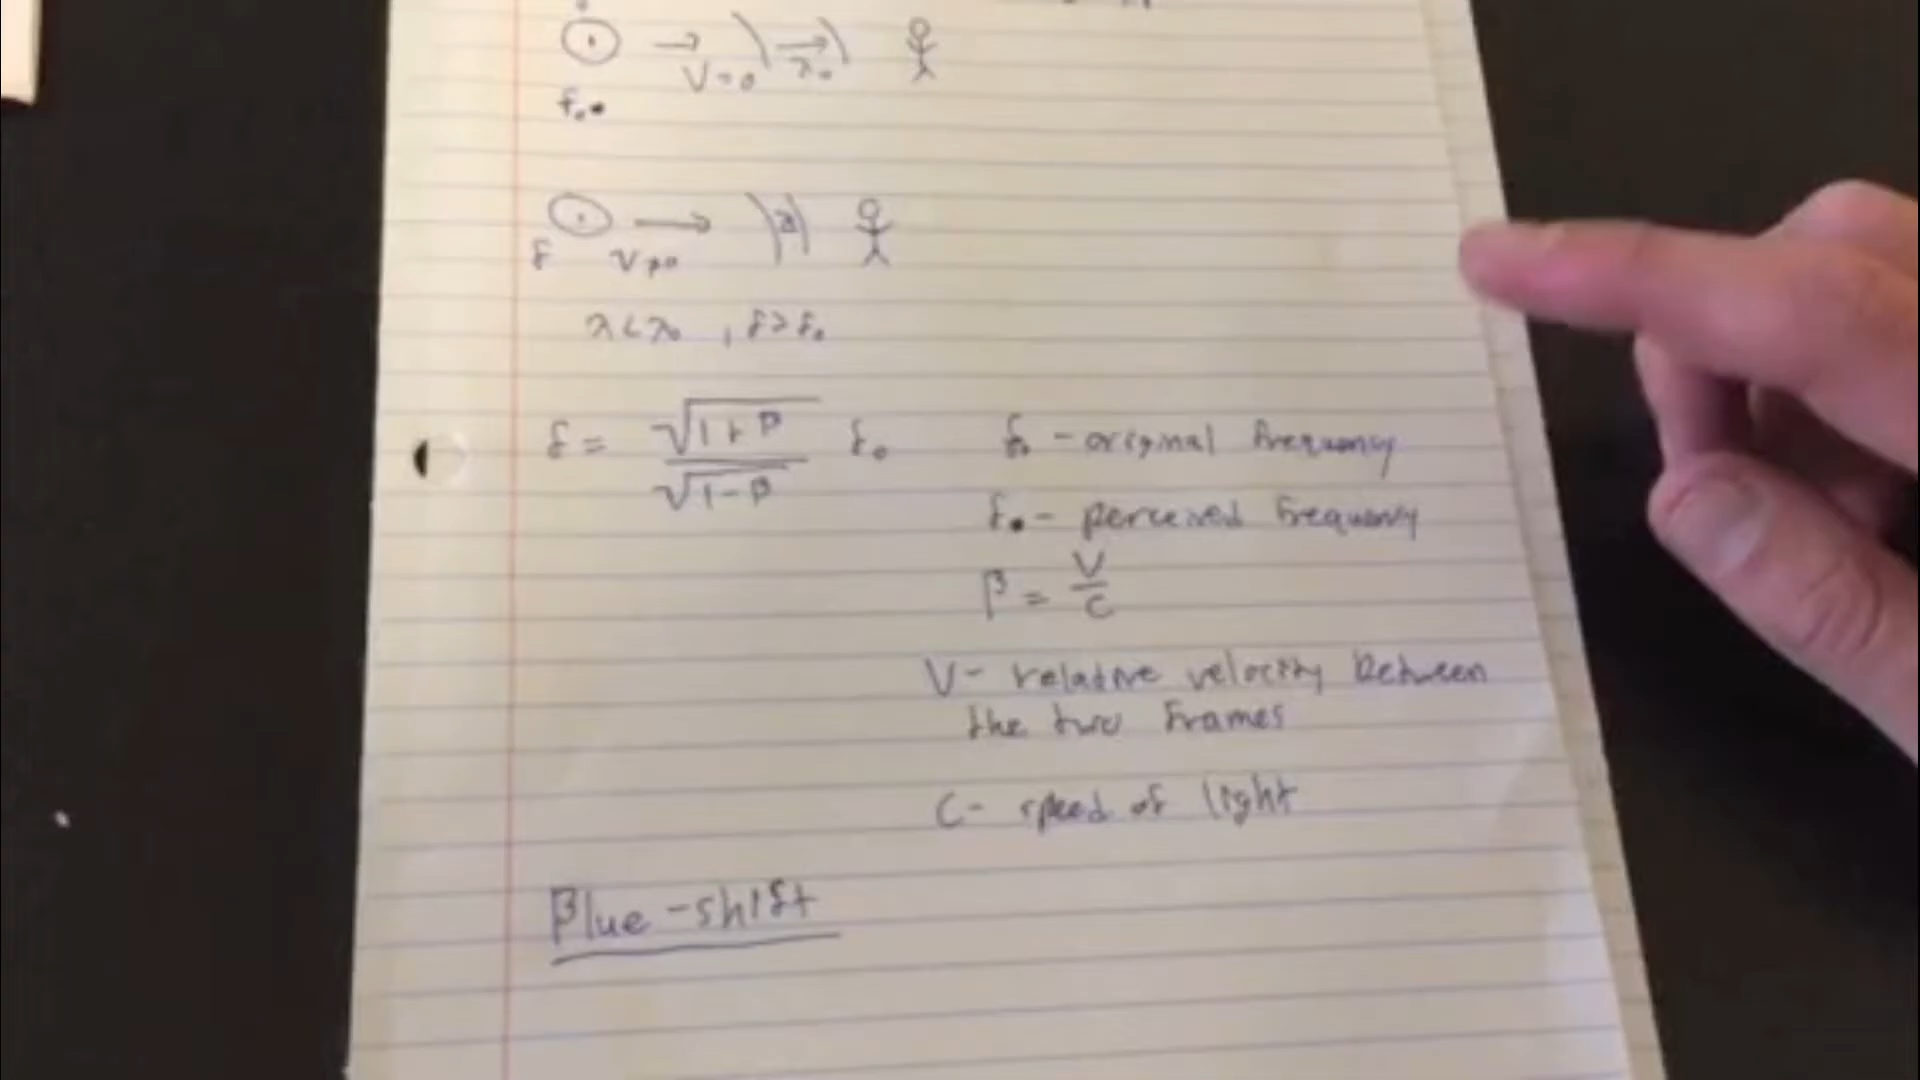 V=0 λ₀
f₀
λ
f V≠0
λ<λ₀ , f>f₀
f = √(1+β) / √(1-β) f₀
f₀ - original frequency
f - perceived frequency
β = V/c
V - relative velocity between
the two frames
C - speed of light
Blue-shift